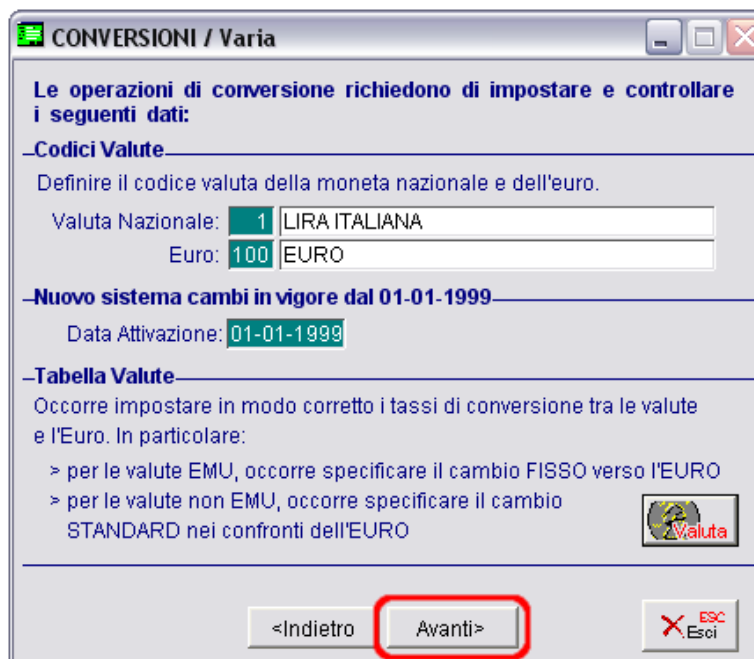 CONVERSIONI / Varia
Le operazioni di conversione richiedono di impostare e controllare
i seguenti dati:
Codici Valute
Definire il codice valuta della moneta nazionale e dell'euro.
Valuta Nazionale: 1 LIRA ITALIANA
Euro: 100 EURO
Nuovo sistema cambi in vigore dal 01-01-1999
Data Attivazione: 01-01-1999
Tabella Valute
Occorre impostare in modo corretto i tassi di conversione tra le valute
e l'Euro. In particolare:
> per le valute EMU, occorre specificare il cambio FISSO verso l'EURO
> per le valute non EMU, occorre specificare il cambio
STANDARD nei confronti dell'EURO
Valuta
<Indietro
Avanti>
ESC
Esci